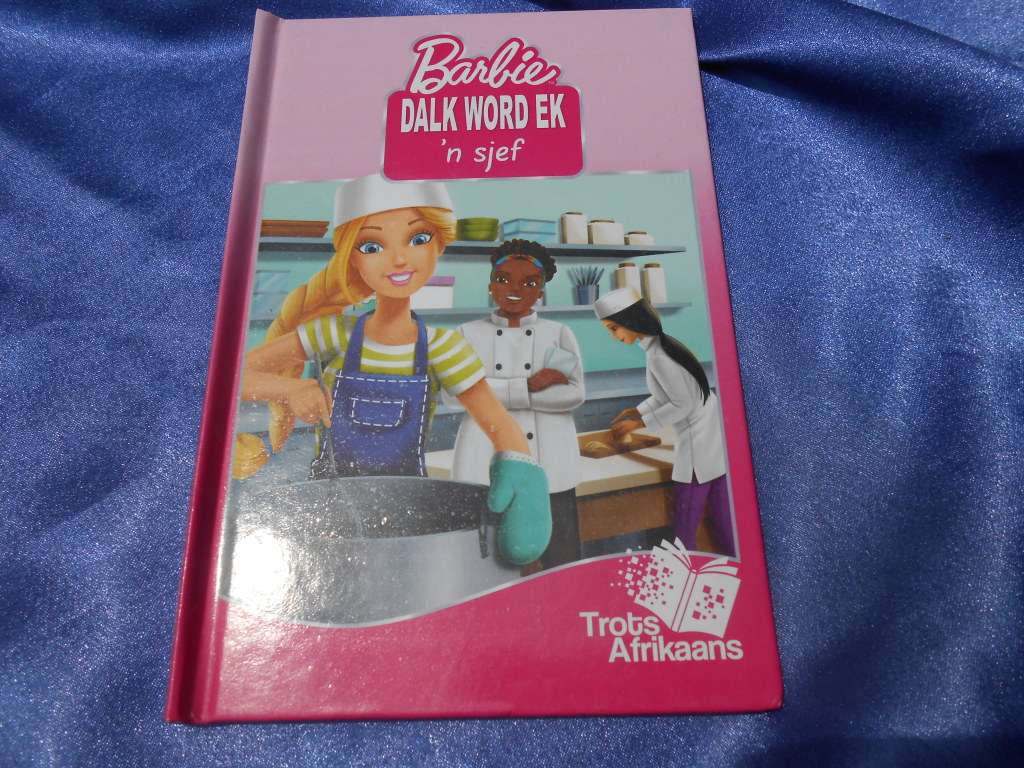 Barbie
DALK WORD EK
'n sjef
Trots
Afrikaans